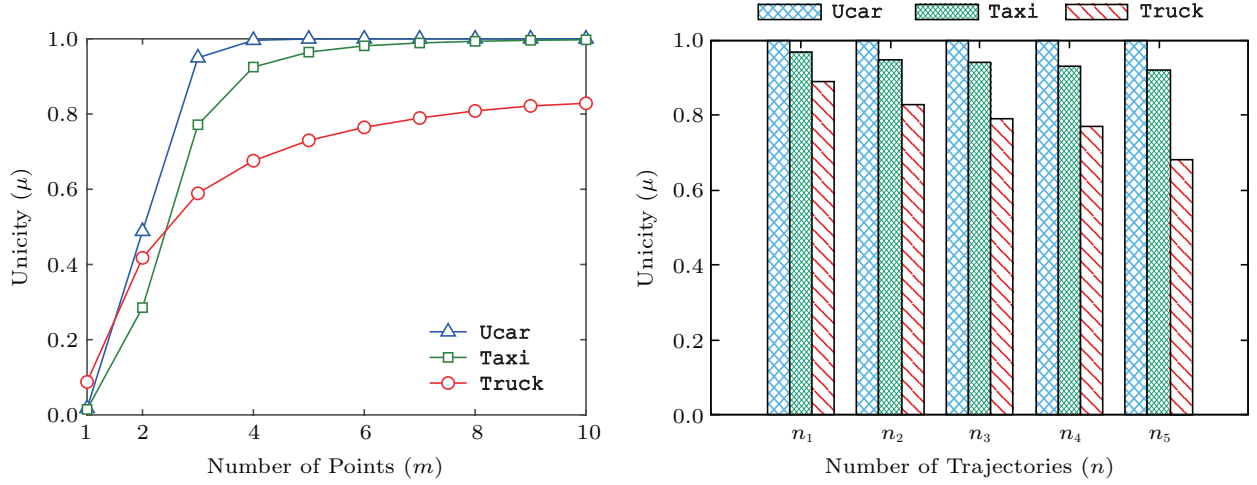 1.0
0.8
0.6
0.4
0.2
0.0
Unicity (μ)
Ucar
Taxi
Truck
1 2 4 6 8 10
Number of Points (m)
Ucar Taxi Truck
1.0
0.8
0.6
0.4
0.2
0.0
Unicity (μ)
n₁ n₂ n₃ n₄ n₅
Number of Trajectories (n)